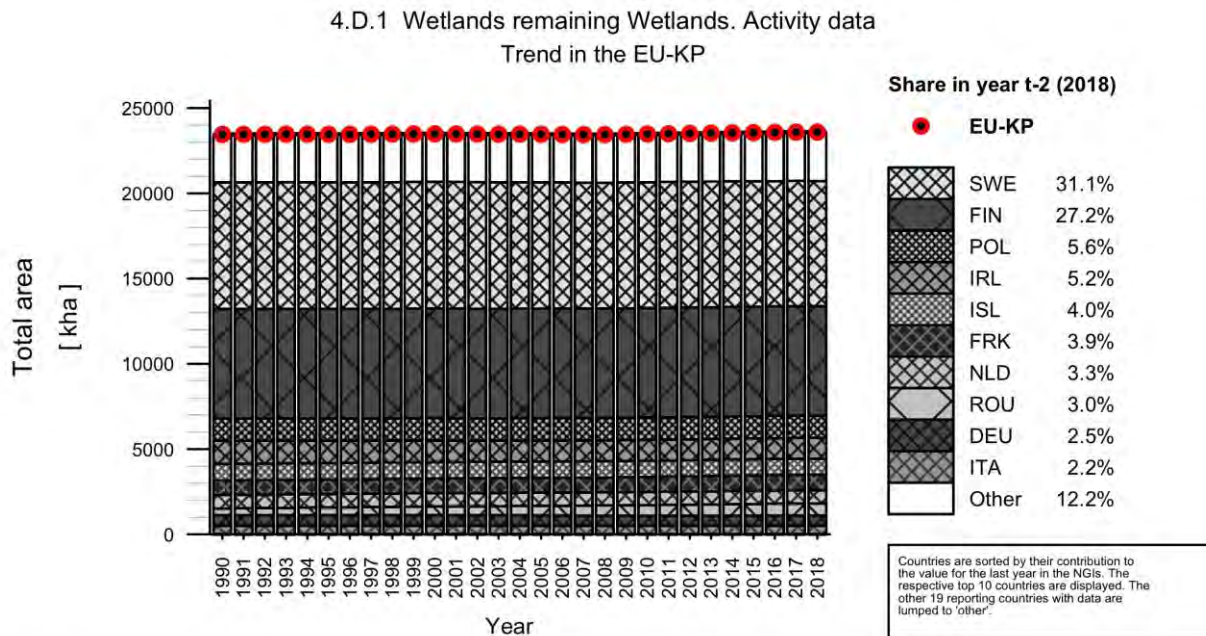 4.D.1 Wetlands remaining Wetlands. Activity data
Trend in the EU-KP
Total area
[ kha ]
25000
20000
15000
10000
5000
0
1990
1991
1992
1993
1994
1995
1996
1997
1998
1999
2000
2001
2002
2003
2004
2005
2006
2007
2008
2009
2010
2011
2012
2013
2014
2015
2016
2017
2018
Year
Share in year t-2 (2018)
EU-KP
SWE 31.1%
FIN 27.2%
POL 5.6%
IRL 5.2%
ISL 4.0%
FRK 3.9%
NLD 3.3%
ROU 3.0%
DEU 2.5%
ITA 2.2%
Other 12.2%
Countries are sorted by their contribution to
the value for the last year in the NGIs. The
respective top 10 countries are displayed. The
other 19 reporting countries with data are
lumped to 'other'.